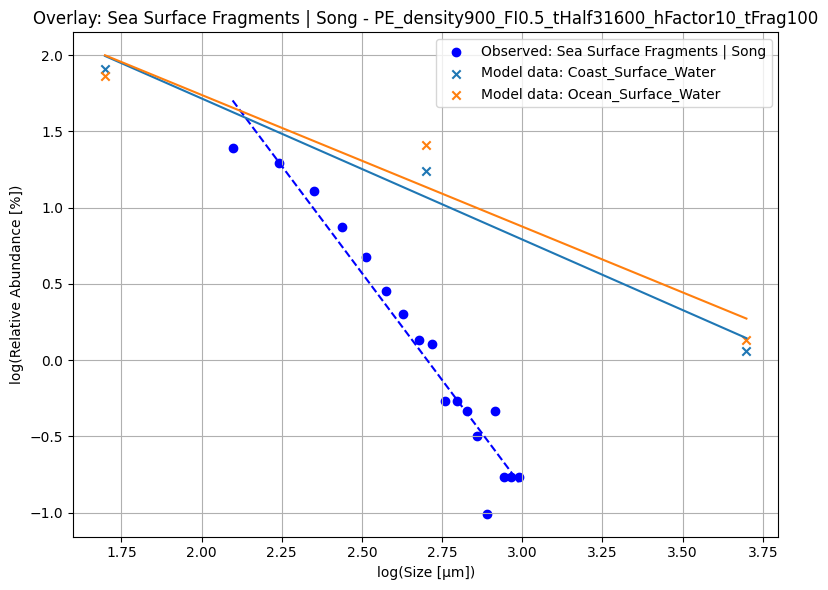 Overlay: Sea Surface Fragments | Song - PE_density900_FI0.5_tHalf31600_hFactor10_tFrag100
Observed: Sea Surface Fragments | Song
Model data: Coast_Surface_Water
Model data: Ocean_Surface_Water
log(Relative Abundance [%])
2.0
1.5
1.0
0.5
0.0
−0.5
−1.0
1.75 2.00 2.25 2.50 2.75 3.00 3.25 3.50 3.75
log(Size [μm])